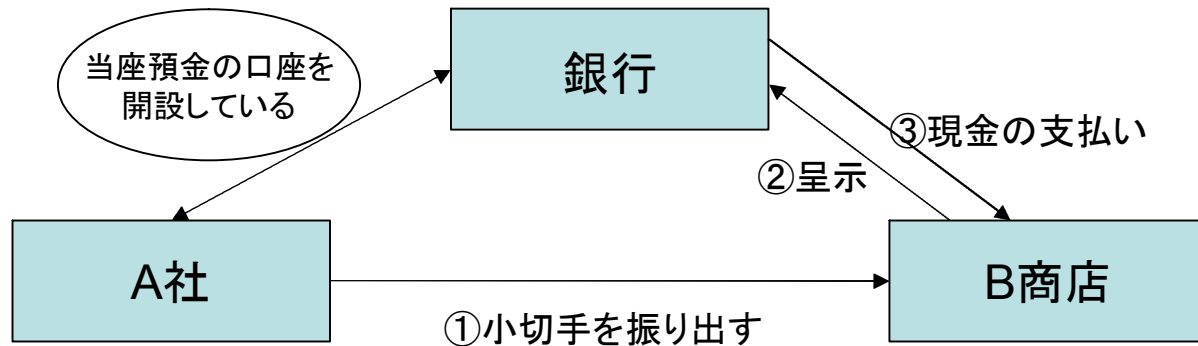 当座預金の口座を
開設している
銀行
③現金の支払い
②呈示
A社
B商店
①小切手を振り出す